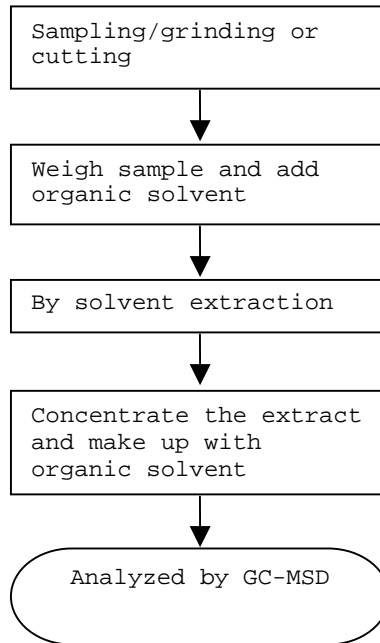 Sampling/grinding or
cutting
Weigh sample and add
organic solvent
By solvent extraction
Concentrate the extract
and make up with
organic solvent
Analyzed by GC-MSD